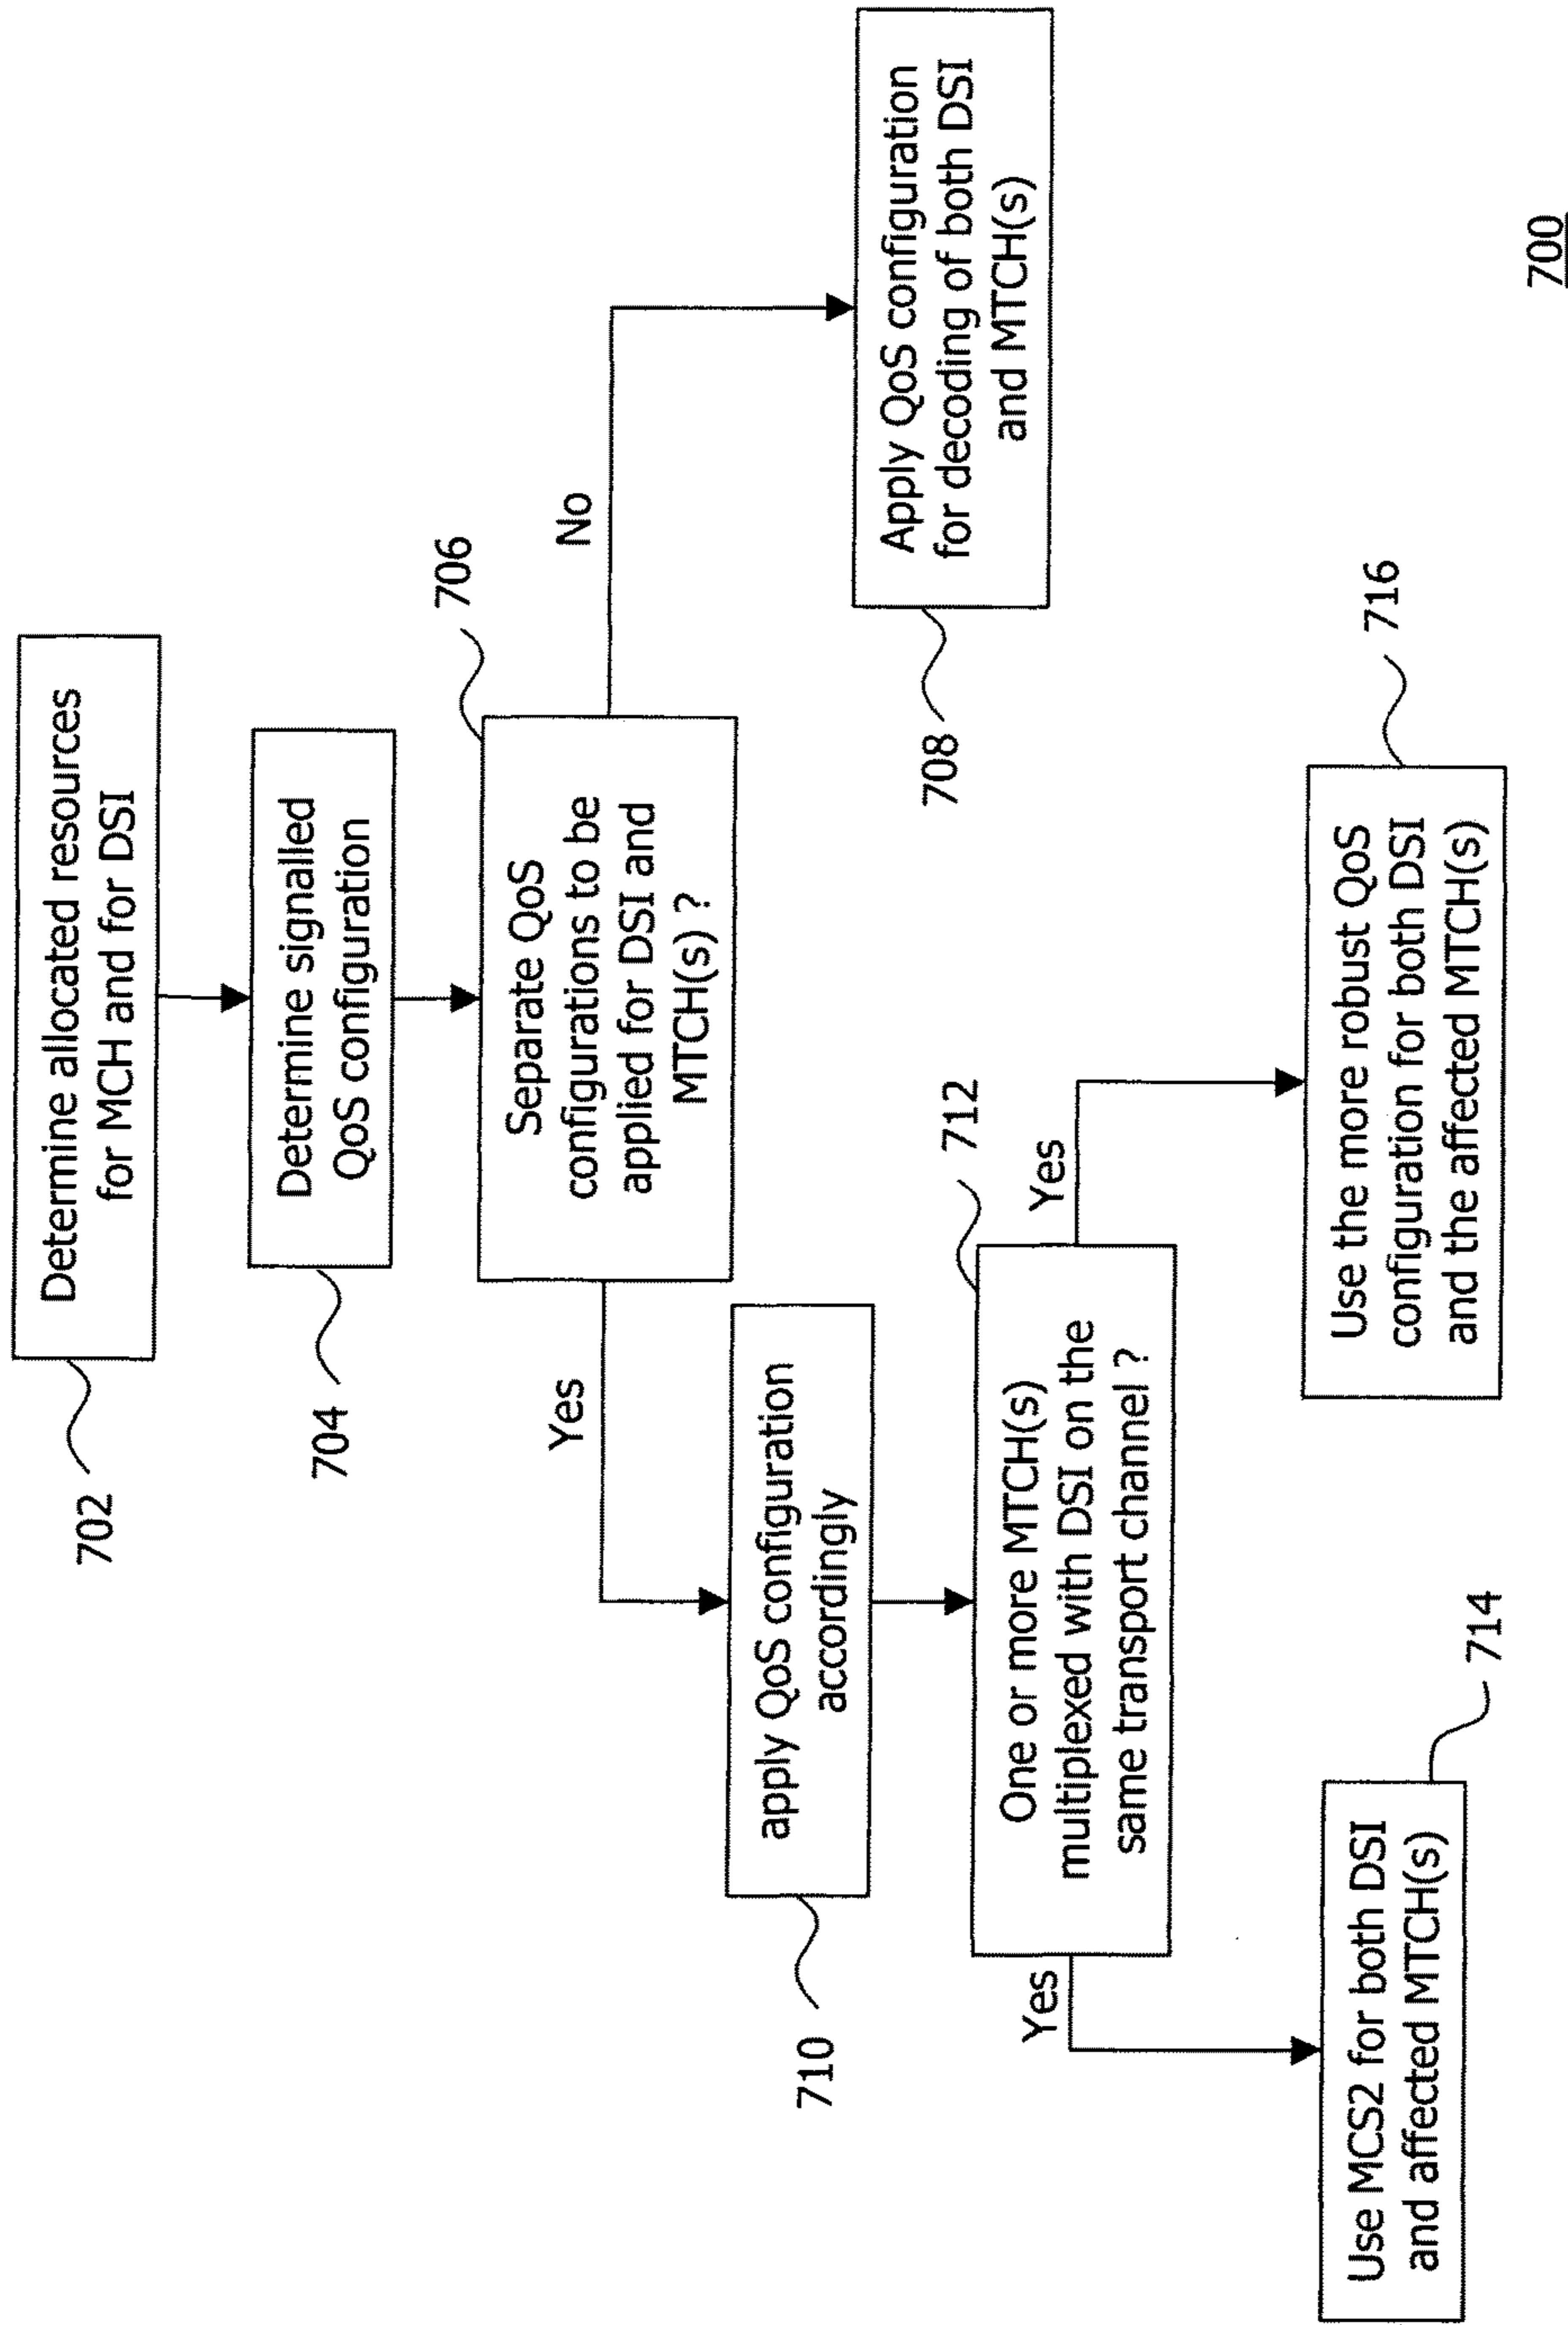 Determine allocated resources
for MCH and for DSI
702
Determine signalled
QoS configuration
704
706
Separate QoS
configurations to be
applied for DSI and
MTCH(s) ?
Yes
No
apply QoS configuration
accordingly
710
Apply QoS configuration
for decoding of both DSI
and MTCH(s)
708
712
One or more MTCH(s)
multiplexed with DSI on the
same transport channel ?
Yes
Yes
Use MCS2 for both DSI
and affected MTCH(s)
714
Use the more robust QoS
configuration for both DSI
and the affected MTCH(s)
716
700